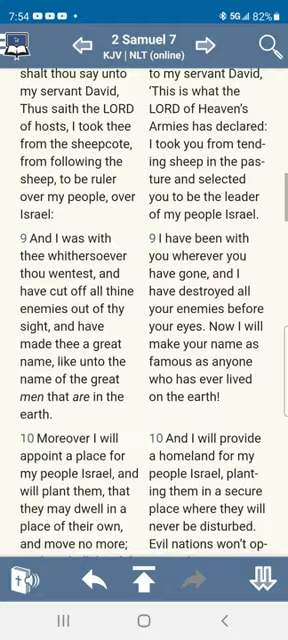 7:54
5G 82%
2 Samuel 7
KJV | NLT (online)
shalt thou say unto
my servant David,
Thus saith the LORD
of hosts, I took thee
from the sheepcote,
from following the
sheep, to be ruler
over my people, over
Israel:
9 And I was with
thee whithersoever
thou wentest, and
have cut off all thine
enemies out of thy
sight, and have
made thee a great
name, like unto the
name of the great
men that are in the
earth.
10 Moreover I will
appoint a place for
my people Israel, and
will plant them, that
they may dwell in a
place of their own,
and move no more;
to my servant David,
‘This is what the
LORD of Heaven’s
Armies has declared:
I took you from tend-
ing sheep in the pas-
ture and selected
you to be the leader
of my people Israel.
9 I have been with
you wherever you
have gone, and I
have destroyed all
your enemies before
your eyes. Now I will
make your name as
famous as anyone
who has ever lived
on the earth!
10 And I will provide
a homeland for my
people Israel, plant-
ing them in a secure
place where they will
never be disturbed.
Evil nations won’t op-